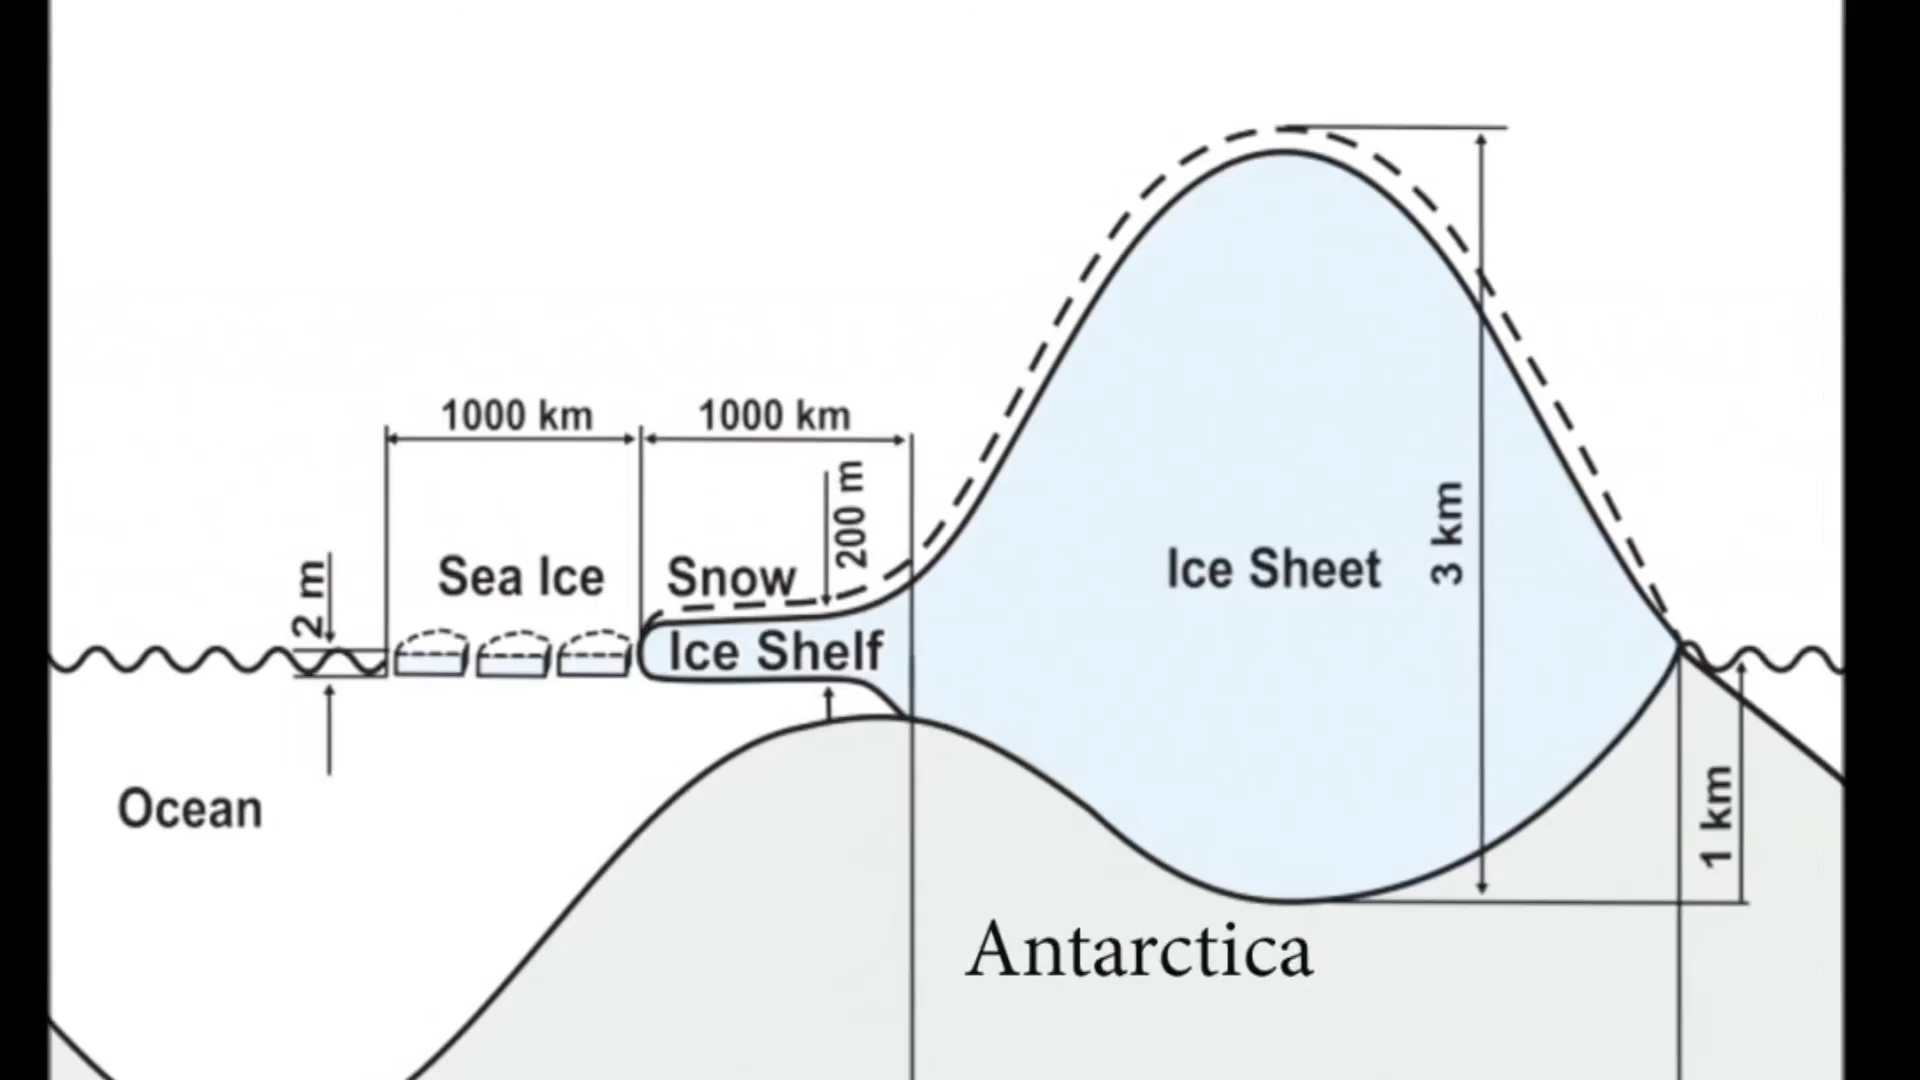 1000 km
1000 km
200 m
Sea Ice
Snow
2 m
Ice Shelf
Ice Sheet
3 km
Ocean
1 km
Antarctica